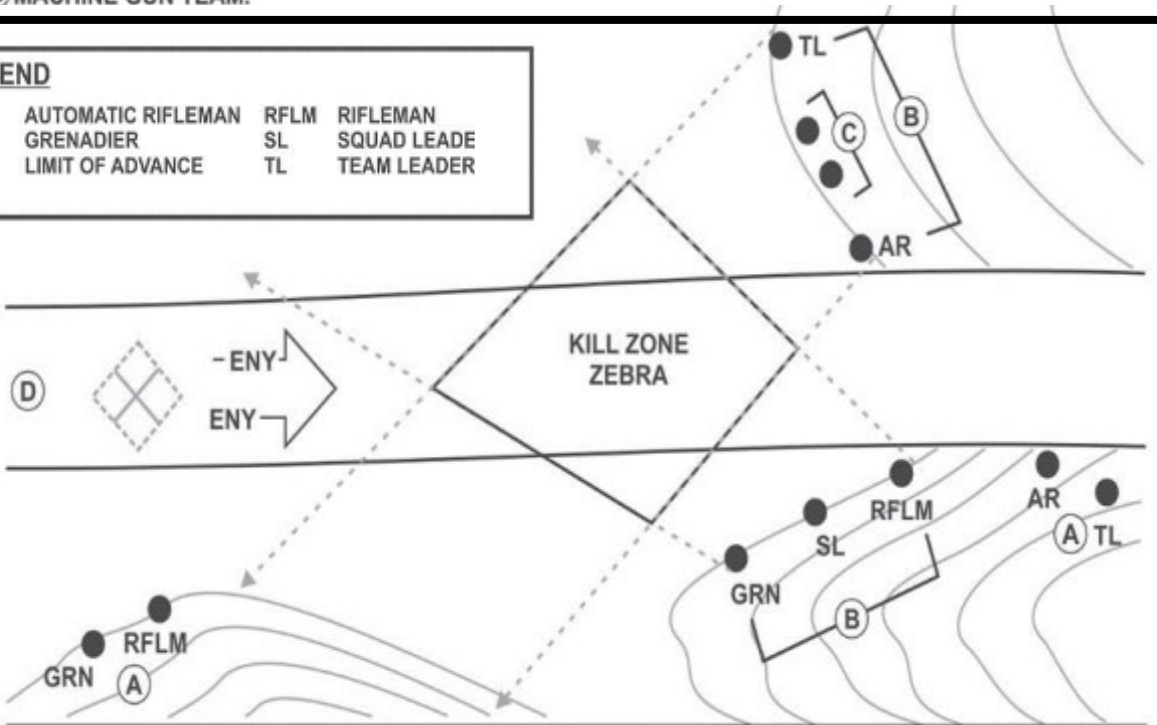 MACHINE GUN TEAM.
END
AUTOMATIC RIFLEMAN RFLM RIFLEMAN
GRENADIER SL SQUAD LEADE
LIMIT OF ADVANCE TL TEAM LEADER
TL
C
B
AR
KILL ZONE
ZEBRA
ENY
D
ENY
RFLM
SL
GRN
B
AR
A TL
RFLM
GRN
A